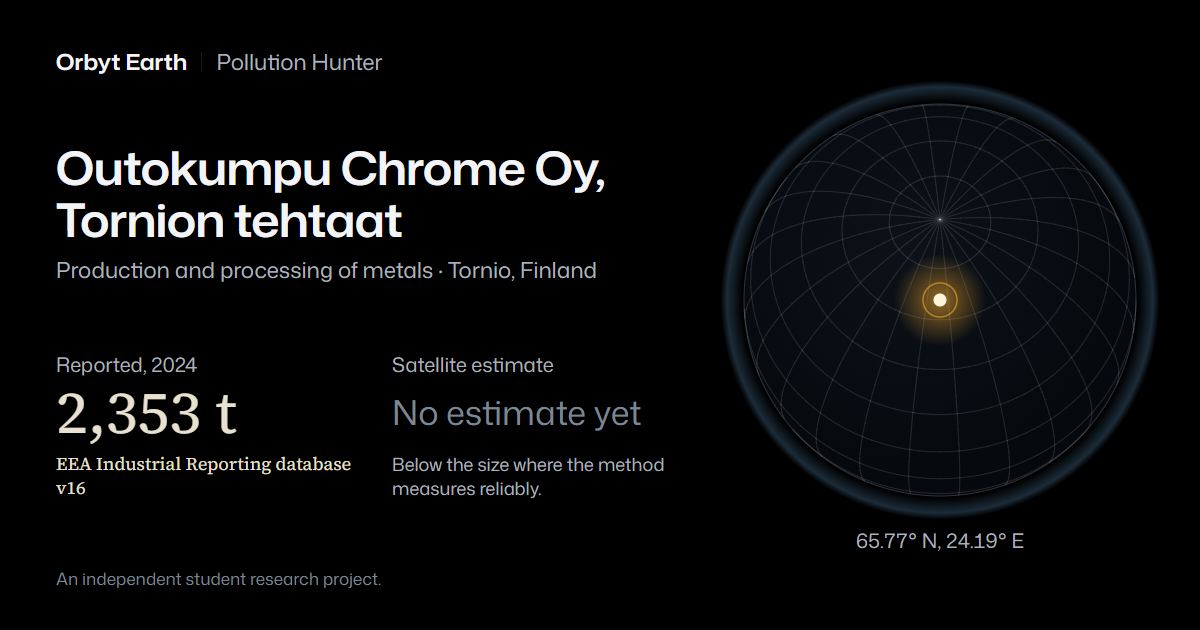 Orbyt Earth | Pollution Hunter
Outokumpu Chrome Oy,
Tornion tehtaat
Production and processing of metals · Tornio, Finland
Reported, 2024
2,353 t
EEA Industrial Reporting database
v16
Satellite estimate
No estimate yet
Below the size where the method
measures reliably.
65.77° N, 24.19° E
An independent student research project.